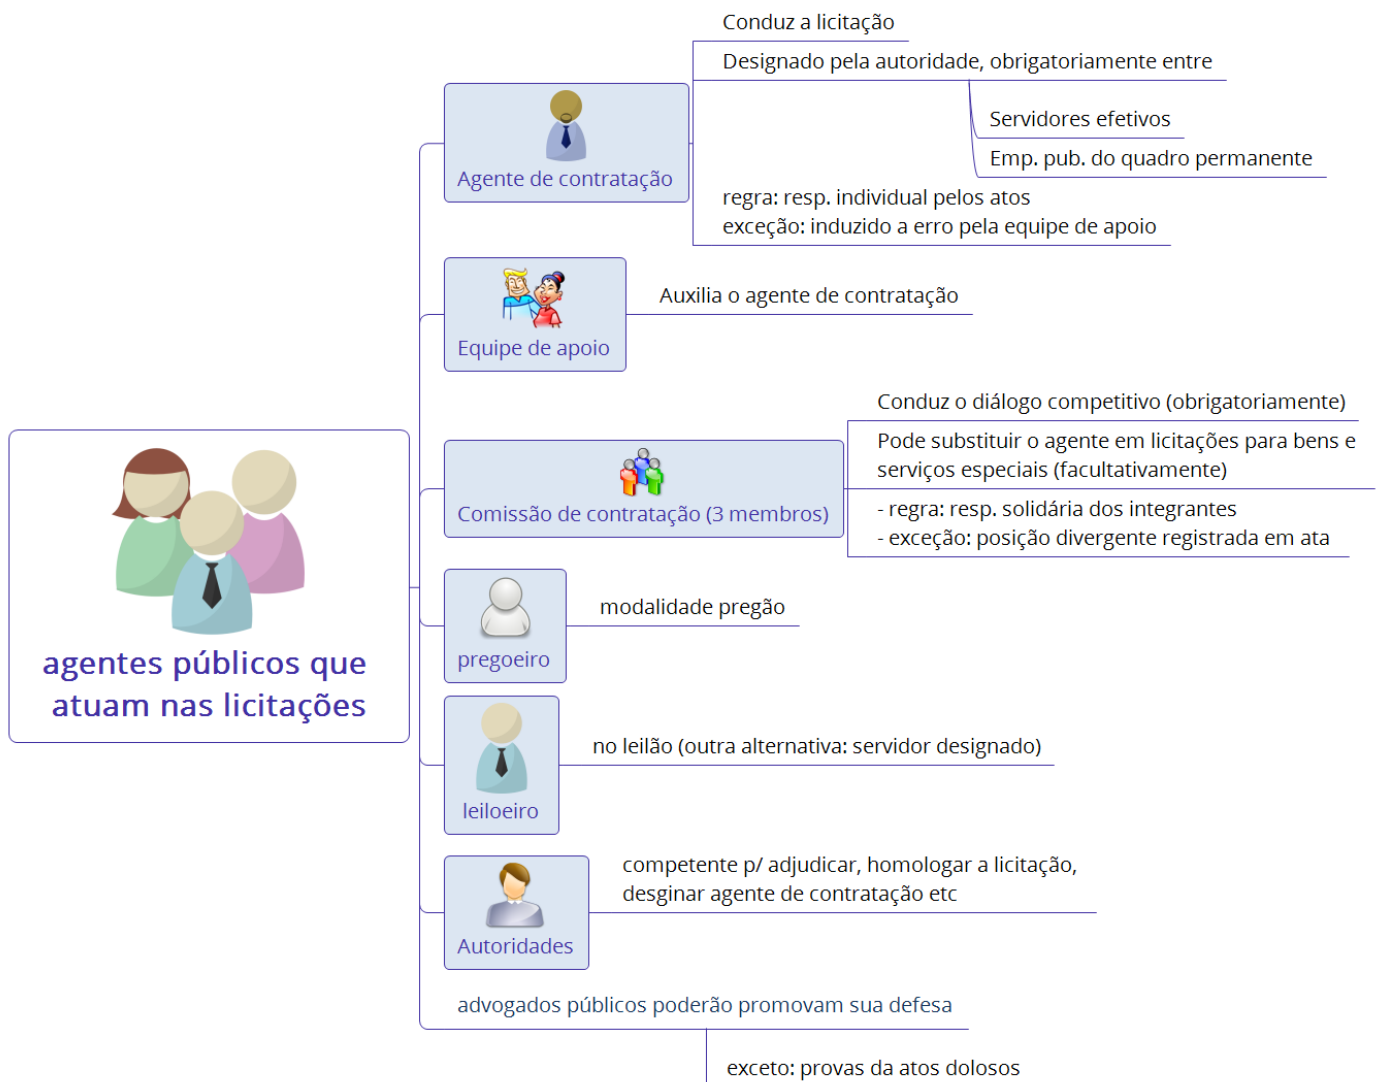 agentes públicos que
atuam nas licitações
Agente de contratação
Conduz a licitação
Designado pela autoridade, obrigatoriamente entre
Servidores efetivos
Emp. pub. do quadro permanente
regra: resp. individual pelos atos
exceção: induzido a erro pela equipe de apoio
Equipe de apoio
Auxilia o agente de contratação
Comissão de contratação (3 membros)
Conduz o diálogo competitivo (obrigatoriamente)
Pode substituir o agente em licitações para bens e
serviços especiais (facultativamente)
- regra: resp. solidária dos integrantes
- exceção: posição divergente registrada em ata
pregoeiro
modalidade pregão
leiloeiro
no leilão (outra alternativa: servidor designado)
Autoridades
competente p/ adjudicar, homologar a licitação,
desginar agente de contratação etc
advogados públicos poderão promovam sua defesa
exceto: provas da atos dolosos